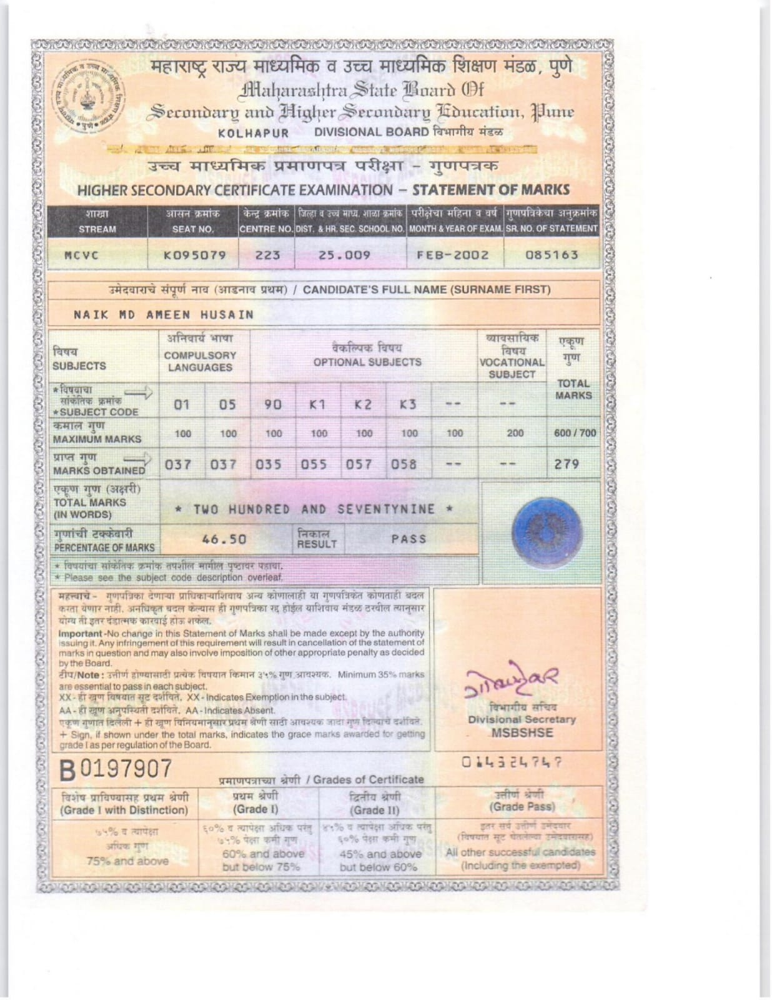 महाराष्ट्र राज्य माध्यमिक व उच्च माध्यमिक शिक्षण मंडळ, पुणे
Maharashtra State Board Of
Secondary and Higher Secondary Education, Pune
KOLHAPUR DIVISIONAL BOARD विभागीय मंडळ
उच्च माध्यमिक प्रमाणपत्र परीक्षा – गुणपत्रक
HIGHER SECONDARY CERTIFICATE EXAMINATION – STATEMENT OF MARKS
शाखा आसन क्रमांक केन्द्र क्रमांक जिल्हा व उच्च माध्य. शाळा क्रमांक परीक्षेचा महिना व वर्ष गुणपत्रिकेचा अनुक्रमांक
STREAM SEAT NO. CENTRE NO. DIST. & HR. SEC. SCHOOL NO. MONTH & YEAR OF EXAM. SR. NO. OF STATEMENT
MCVC K095079 223 25.009 FEB-2002 085163
उमेदवाराचे संपूर्ण नाव (आडनाव प्रथम) / CANDIDATE'S FULL NAME (SURNAME FIRST)
NAIK MD AMEEN HUSAIN
विषय
SUBJECTS
अनिवार्य भाषा
COMPULSORY
LANGUAGES
वैकल्पिक विषय
OPTIONAL SUBJECTS
व्यावसायिक
विषय
VOCATIONAL
SUBJECT
एकूण
गुण
TOTAL
MARKS
* विषयाचा
सांकेतिक क्रमांक
* SUBJECT CODE
01 05 90 K1 K2 K3 -- --
कमाल गुण
MAXIMUM MARKS
100 100 100 100 100 100 100 200 600 / 700
प्राप्त गुण
MARKS OBTAINED
037 037 035 055 057 058 -- -- 279
एकूण गुण (अक्षरी)
TOTAL MARKS
(IN WORDS)
* TWO HUNDRED AND SEVENTYNINE *
गुणांची टक्केवारी
PERCENTAGE OF MARKS
46.50
निकाल
RESULT
PASS
* विषयांचा सांकेतिक क्रमांक तपशील मागील पृष्ठावर पहावा.
* Please see the subject code description overleaf.
महत्त्वाचे - गुणपत्रिका देणाऱ्या प्राधिकाऱ्याशिवाय अन्य कोणालाही या गुणपत्रिकेत कोणताही बदल
करता येणार नाही. अनधिकृत बदल केल्यास ही गुणपत्रिका रद्द होईल याशिवाय मंडळ ठरवील त्यानुसार
योग्य ती इतर दंडात्मक कारवाई होऊ शकेल.
Important -No change in this Statement of Marks shall be made except by the authority
issuing it. Any infringement of this requirement will result in cancellation of the statement of
marks in question and may also involve imposition of other appropriate penalty as decided
by the Board.
टीप/Note : उत्तीर्ण होण्यासाठी प्रत्येक विषयात किमान ३५% गुण आवश्यक. Minimum 35% marks
are essential to pass in each subject.
XX - ही खूण विषयात सूट दर्शविते. XX - Indicates Exemption in the subject.
AA - ही खूण अनुपस्थिती दर्शविते. AA - Indicates Absent.
एकूण गुणात दिलेली + ही खूण विनियमानुसार प्रथम श्रेणी साठी आवश्यक जादा गुण दिल्याचे दर्शविते.
+ Sign, if shown under the total marks, indicates the grace marks awarded for getting
grade I as per regulation of the Board.
विभागीय सचिव
Divisional Secretary
MSBSHSE
B 0197907
014324747
प्रमाणपत्राच्या श्रेणी / Grades of Certificate
विशेष प्राविण्यासह प्रथम श्रेणी
(Grade I with Distinction)
प्रथम श्रेणी
(Grade I)
द्वितीय श्रेणी
(Grade II)
उत्तीर्ण श्रेणी
(Grade Pass)
७५% व त्यापेक्षा
अधिक गुण
75% and above
६०% व त्यापेक्षा अधिक परंतु
७५% पेक्षा कमी गुण
60% and above
but below 75%
४५% व त्यापेक्षा अधिक परंतु
६०% पेक्षा कमी गुण
45% and above
but below 60%
इतर सर्व उत्तीर्ण उमेदवार
(विषयात सूट घेतलेल्या उमेदवारासह)
All other successful candidates
(Including the exempted)